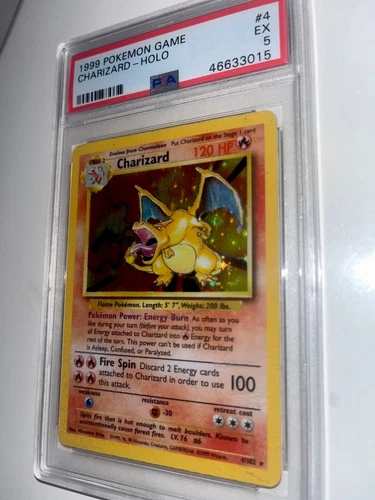 1999 POKEMON GAME #4
CHARIZARD - HOLO EX 5
PSA 46633015
Evolves from Charmeleon Put Charizard on the Stage 1 card
Charizard 120 HP
Flame Pokémon. Length: 5' 7", Weight: 200 lbs.
Pokémon Power: Energy Burn As often as you
like during your turn (before your attack), you may turn
all Energy attached to Charizard into Energy for the
rest of the turn. This power can't be used if Charizard
is Asleep, Confused, or Paralyzed.
Fire Spin Discard 2 Energy cards
attached to Charizard in order to use
this attack. 100
weakness resistance retreat cost
-30
Spits fire that is hot enough to melt boulders. Known to
unintentionally cause forest fires. LV. 76 #6
4/102